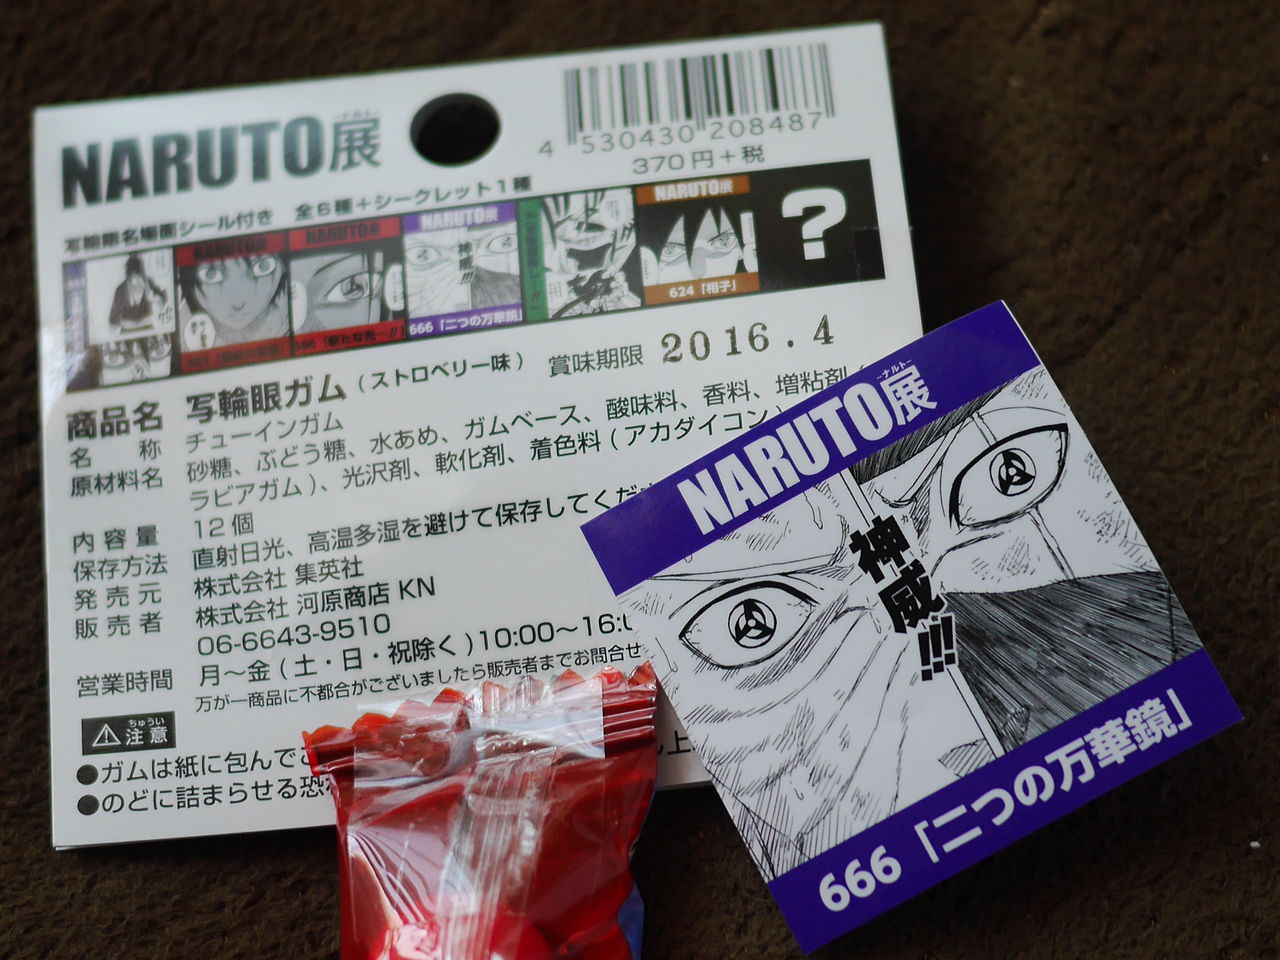 NARUTO展
ーナルトー
4 530430 208487
370円+税
写輪眼名場面シール付き 全6種+シークレット1種
NARUTO展
NARUTO展
NARUTO展
NARUTO展
?
神威!!!
666「二つの万華鏡」
624「相子」
商品名 写輪眼ガム(ストロベリー味) 賞味期限 2016.4
名称 チューインガム
原材料名 砂糖、ぶどう糖、水あめ、ガムベース、酸味料、香料、増粘剤(
ラビアガム)、光沢剤、軟化剤、着色料(アカダイコン)
内容量 12個
保存方法 直射日光、高温多湿を避けて保存してくだ
発売元 株式会社 集英社
販売者 株式会社 河原商店 KN
06-6643-9510
営業時間 月〜金(土・日・祝除く)10:00〜16:0
万が一商品に不都合がございましたら販売者までお問合せ
ちゅうい
注意
●ガムは紙に包んで
●のどに詰まらせる恐
NARUTO展
ーナルトー
神威!!!
カ
666「二つの万華鏡」